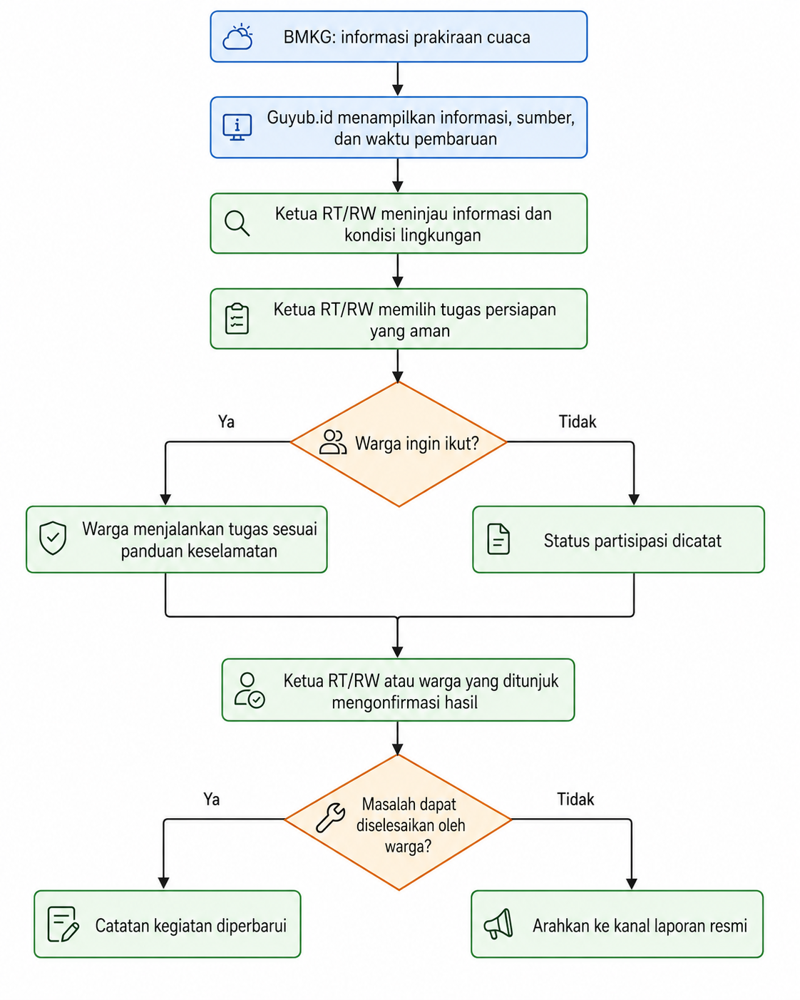 BMKG: informasi prakiraan cuaca
Guyub.id menampilkan informasi, sumber,
dan waktu pembaruan
Ketua RT/RW meninjau informasi dan
kondisi lingkungan
Ketua RT/RW memilih tugas persiapan
yang aman
Warga ingin ikut?
Ya
Tidak
Warga menjalankan tugas sesuai
panduan keselamatan
Status partisipasi dicatat
Ketua RT/RW atau warga yang ditunjuk
mengonfirmasi hasil
Masalah dapat
diselesaikan oleh
warga?
Ya
Tidak
Catatan kegiatan diperbarui
Arahkan ke kanal laporan resmi